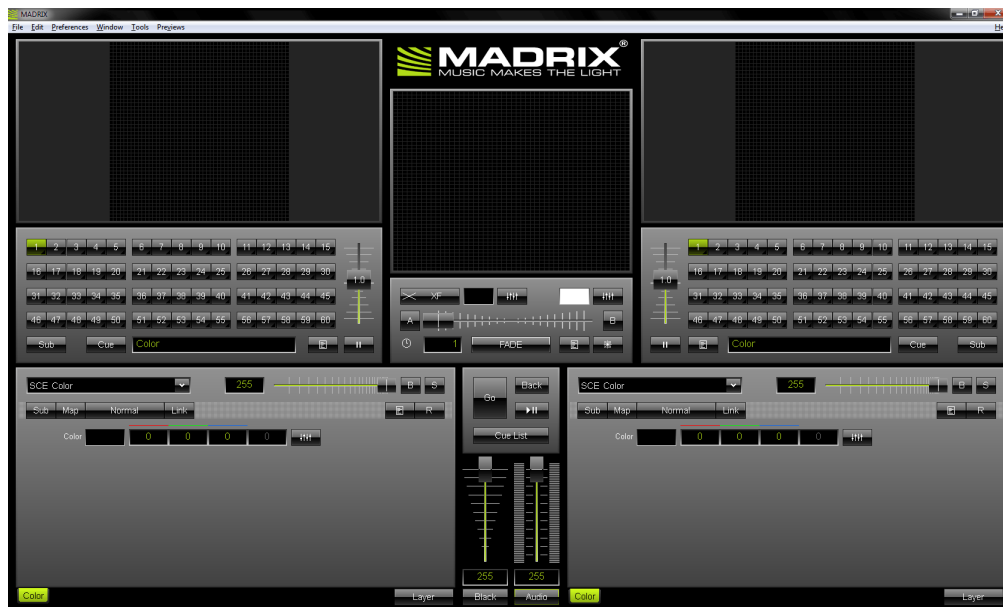 MADRIX
File Edit Preferences Window Tools Previews He
MADRIX®
MUSIC MAKES THE LIGHT
1 2 3 4 5 6 7 8 9 10 11 12 13 14 15
16 17 18 19 20 21 22 23 24 25 26 27 28 29 30
31 32 33 34 35 36 37 38 39 40 41 42 43 44 45
46 47 48 49 50 51 52 53 54 55 56 57 58 59 60
1.0
Sub Cue Color
XF
A B
1 FADE
1 2 3 4 5 6 7 8 9 10 11 12 13 14 15
16 17 18 19 20 21 22 23 24 25 26 27 28 29 30
31 32 33 34 35 36 37 38 39 40 41 42 43 44 45
46 47 48 49 50 51 52 53 54 55 56 57 58 59 60
1.0
Color Cue Sub
SCE Color 255 B S
Sub Map Normal Link R
Color 0 0 0 0
Color Layer
Go Back
Cue List
255 255
Black Audio
SCE Color 255 B S
Sub Map Normal Link R
Color 0 0 0 0
Color Layer